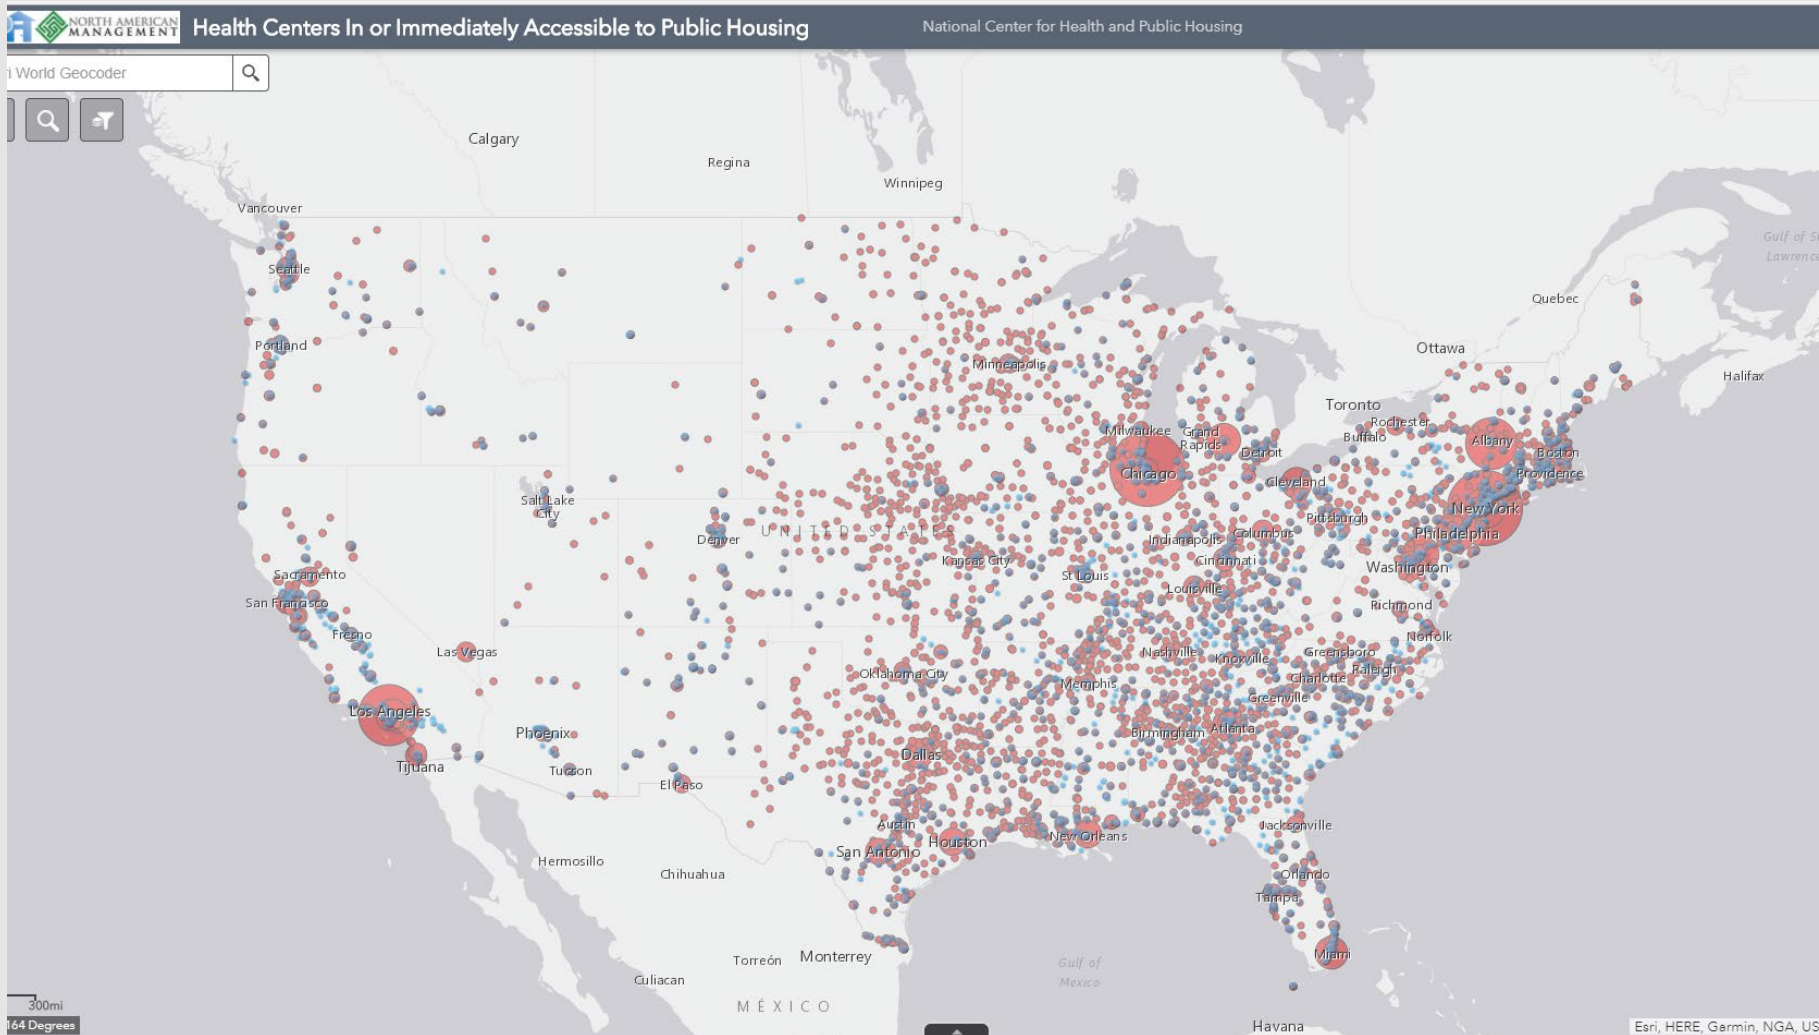 NORTH AMERICAN
MANAGEMENT
Health Centers In or Immediately Accessible to Public Housing
National Center for Health and Public Housing
i World Geocoder
Calgary
Regina
Winnipeg
Vancouver
Gulf of S
Lawrenc
Seattle
Quebec
Portland
Ottawa
Minneapolis
Halifax
Toronto
Rochester
Milwaukee
Grand
Rapids
Buffalo
Albany
Detroit
Boston
Chicago
Providence
Cleveland
Salt Lake
City
New York
Pittsburgh
UNITED STATES
Denver
Indianapolis
Columbus
Philadelphia
Kansas City
Cincinnati
Washington
Sacramento
St Louis
Louisville
San Francisco
Richmond
Fresno
Norfolk
Las Vegas
Nashville
Knoxville
Greensboro
Raleigh
Oklahoma City
Charlotte
Memphis
Greenville
Los Angeles
Phoenix
Birmingham
Atlanta
Dallas
Tijuana
Tucson
El Paso
Austin
Jacksonville
New Orleans
San Antonio
Houston
Hermosillo
Chihuahua
Orlando
Tampa
Miami
Torreón
Monterrey
Gulf of
Mexico
Culiacan
MÉXICO
300mi
164 Degrees
Havana
Esri, HERE, Garmin, NGA, US